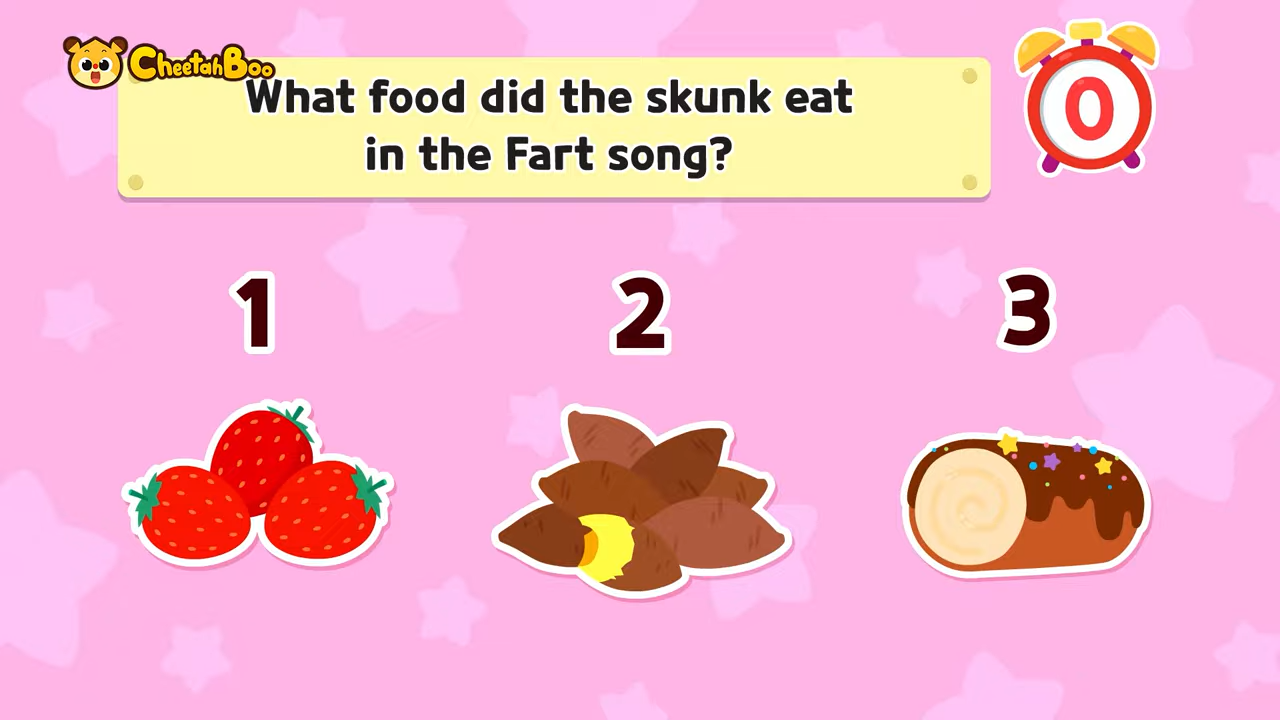 CheetahBoo
What food did the skunk eat
in the Fart song?
0
1
2
3